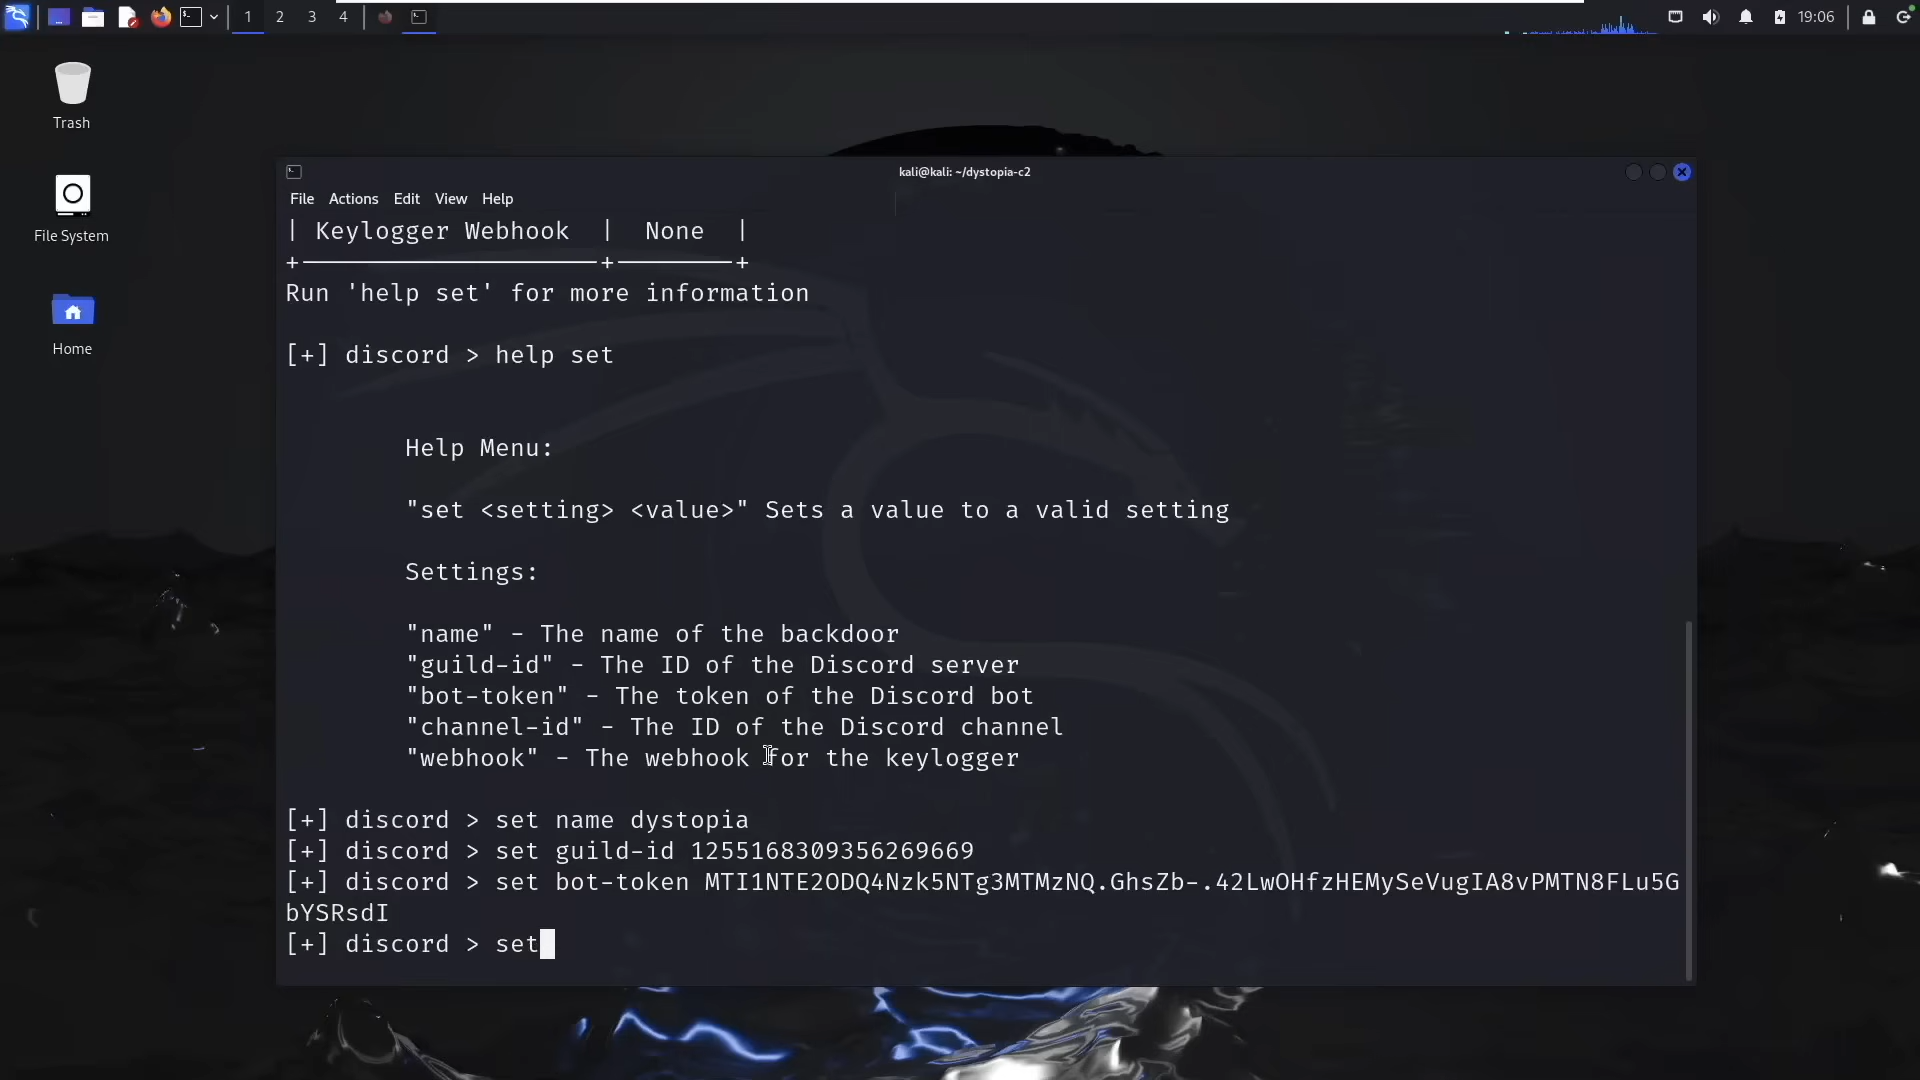 1 2 3 4
19:06
Trash
File System
Home
kali@kali: ~/dystopia-c2
File Actions Edit View Help
| Keylogger Webhook | None |
Run 'help set' for more information
[+] discord > help set
Help Menu:
"set <setting> <value>" Sets a value to a valid setting
Settings:
"name" - The name of the backdoor
"guild-id" - The ID of the Discord server
"bot-token" - The token of the Discord bot
"channel-id" - The ID of the Discord channel
"webhook" - The webhook for the keylogger
[+] discord > set name dystopia
[+] discord > set guild-id 1255168309356269669
[+] discord > set bot-token MTI1NTE2ODQ4Nzk5NTg3MTMzNQ.GhsZb-.42LwOHfzHEMySeVugIA8vPMTN8FLu5G
bYSRsdI
[+] discord > set